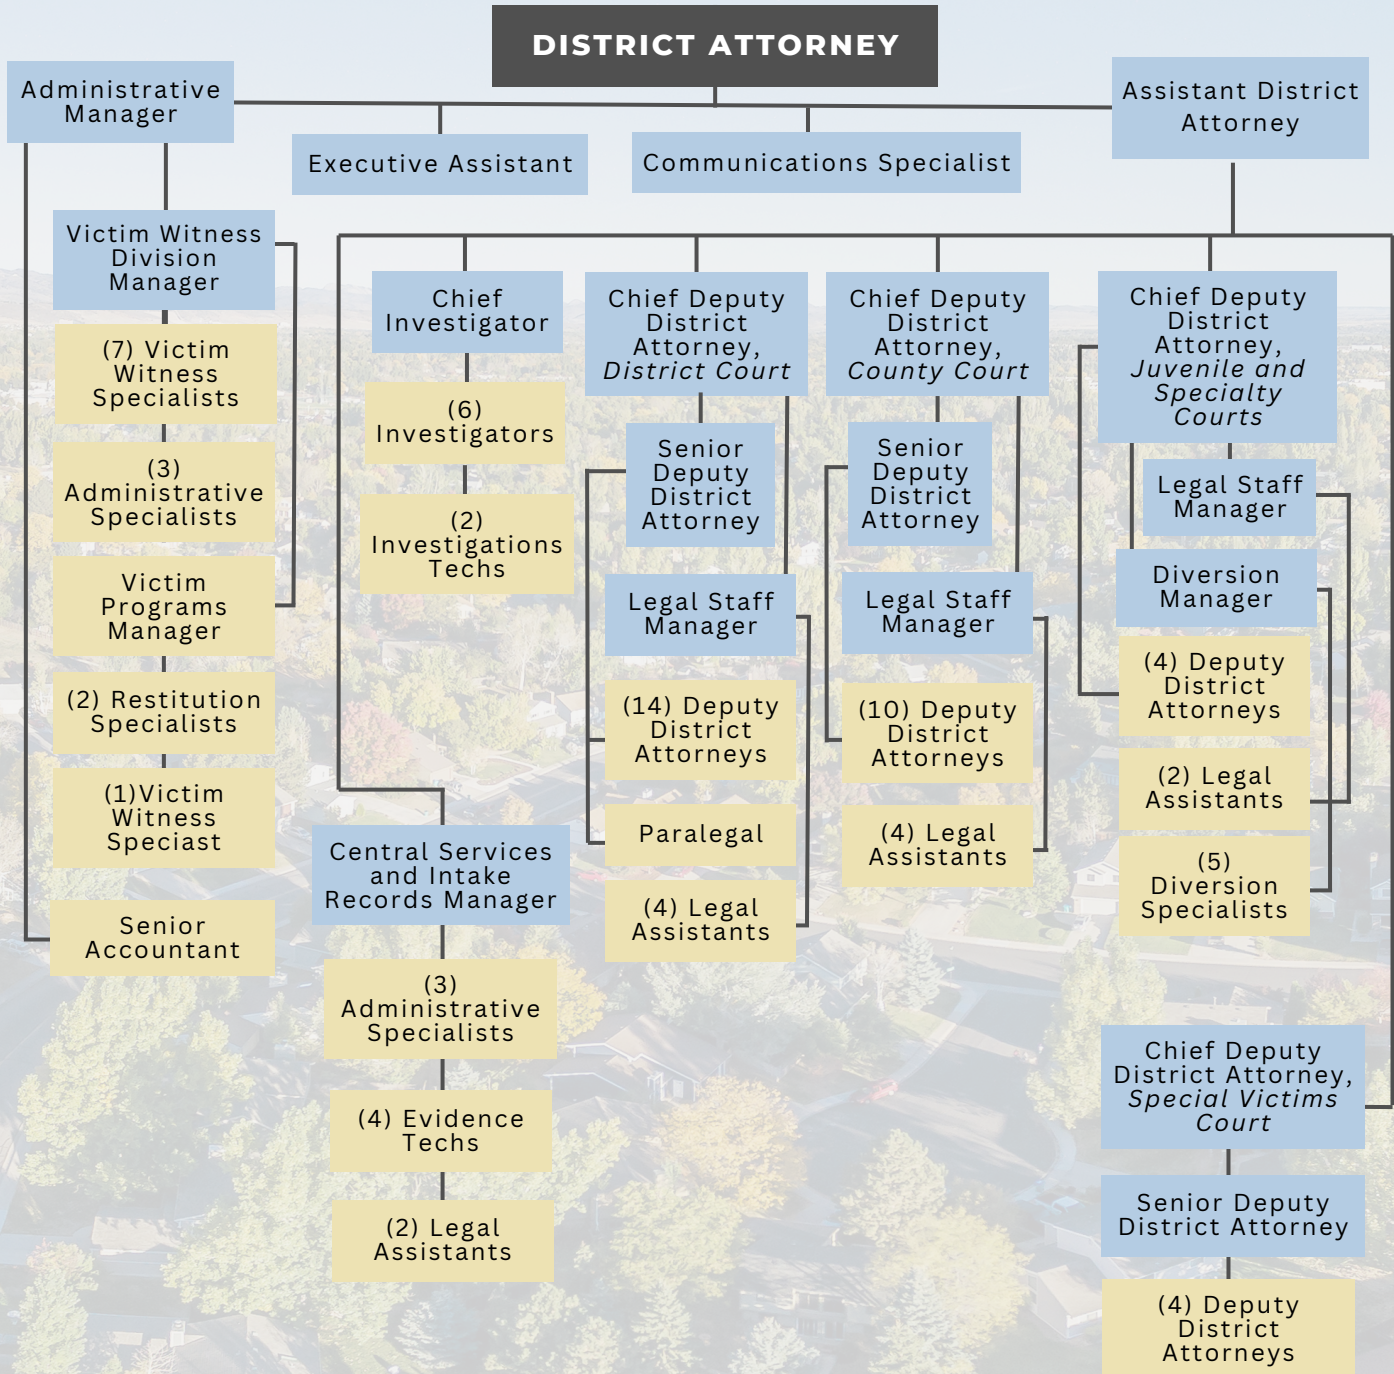 DISTRICT ATTORNEY
Administrative
Manager
Assistant District
Attorney
Executive Assistant
Communications Specialist
Victim Witness
Division
Manager
(7) Victim
Witness
Specialists
(3)
Administrative
Specialists
Victim
Programs
Manager
(2) Restitution
Specialists
(1)Victim
Witness
Speciast
Senior
Accountant
Chief
Investigator
(6)
Investigators
(2)
Investigations
Techs
Central Services
and Intake
Records Manager
(3)
Administrative
Specialists
(4) Evidence
Techs
(2) Legal
Assistants
Chief Deputy
District
Attorney,
District Court
Senior
Deputy
District
Attorney
Legal Staff
Manager
(14) Deputy
District
Attorneys
Paralegal
(4) Legal
Assistants
Chief Deputy
District
Attorney,
County Court
Senior
Deputy
District
Attorney
Legal Staff
Manager
(10) Deputy
District
Attorneys
(4) Legal
Assistants
Chief Deputy
District
Attorney,
Juvenile and
Specialty
Courts
Legal Staff
Manager
Diversion
Manager
(4) Deputy
District
Attorneys
(2) Legal
Assistants
(5)
Diversion
Specialists
Chief Deputy
District Attorney,
Special Victims
Court
Senior Deputy
District Attorney
(4) Deputy
District
Attorneys